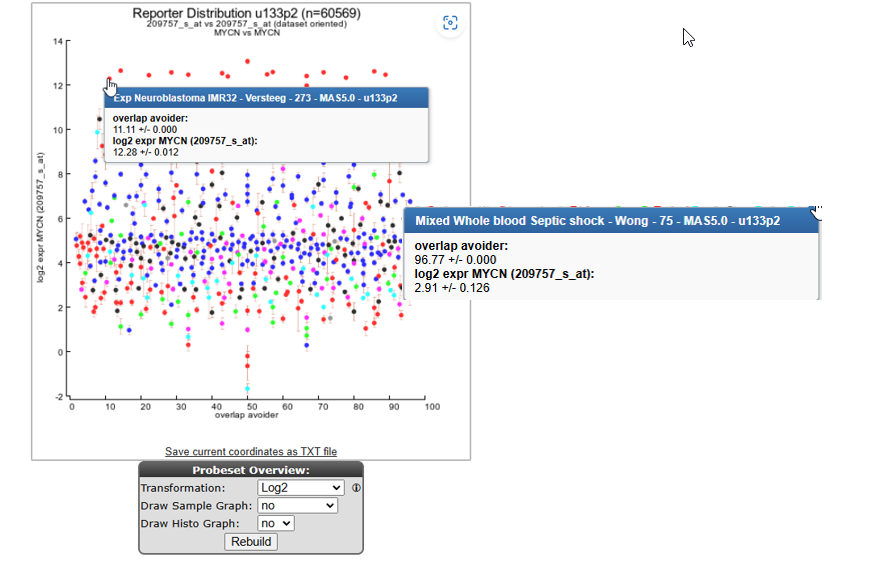 Reporter Distribution u133p2 (n=60569)
209757_s_at vs 209757_s_at (dataset oriented)
MYCN vs MYCN
14
12
10
8
6
4
2
0
-2
log2 expr MYCN (209757_s_at)
Exp Neuroblastoma IMR32 - Versteeg - 273 - MAS5.0 - u133p2
overlap avoider:
11.11 +/- 0.000
log2 expr MYCN (209757_s_at):
12.28 +/- 0.012
Mixed Whole blood Septic shock - Wong - 75 - MAS5.0 - u133p2
overlap avoider:
96.77 +/- 0.000
log2 expr MYCN (209757_s_at):
2.91 +/- 0.126
0 10 20 30 40 50 60 70 80 90 100
overlap avoider
Save current coordinates as TXT file
Probeset Overview:
Transformation: Log2
Draw Sample Graph: no
Draw Histo Graph: no
Rebuild